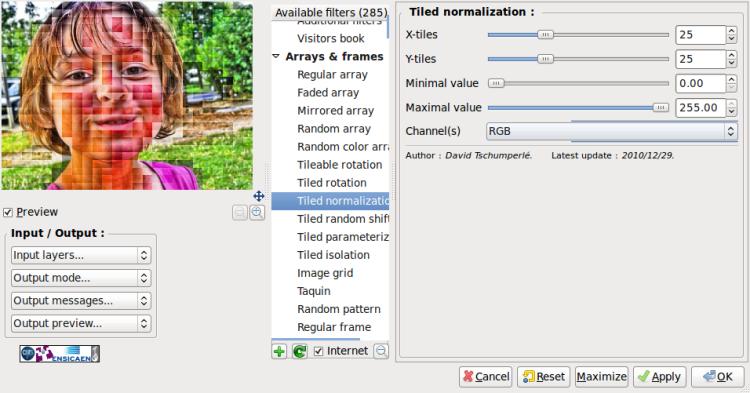 Preview
Input / Output :
Input layers...
Output mode...
Output messages...
Output preview...
ENSICAEN
Available filters (285)
Additional filters
Visitors book
Arrays & frames
Regular array
Faded array
Mirrored array
Random array
Random color arra
Tileable rotation
Tiled rotation
Tiled normalizatio
Tiled random shift
Tiled parameteriz
Tiled isolation
Image grid
Taquin
Random pattern
Regular frame
Internet
Tiled normalization :
X-tiles 25
Y-tiles 25
Minimal value 0.00
Maximal value 255.00
Channel(s) RGB
Author : David Tschumperlé. Latest update : 2010/12/29.
Cancel Reset Maximize Apply OK